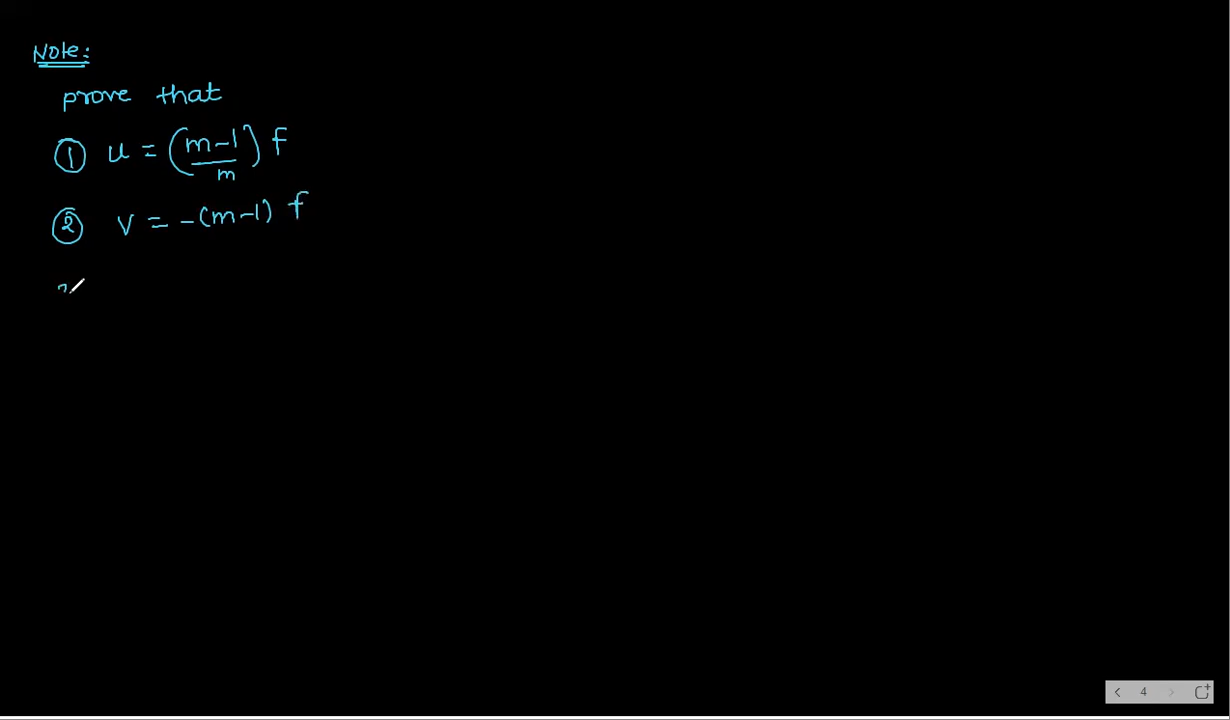 Note:
prove that
① u = (m-1/m) f
② v = -(m-1) f
4